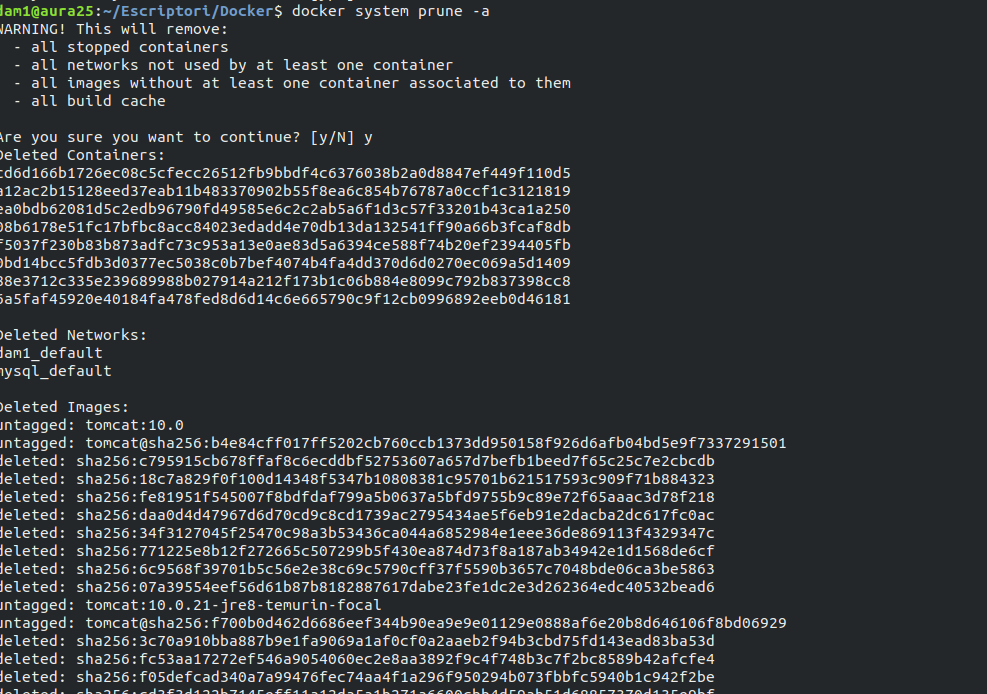 dam1@aura25:~/Escriptori/Docker$ docker system prune -a
WARNING! This will remove:
- all stopped containers
- all networks not used by at least one container
- all images without at least one container associated to them
- all build cache
Are you sure you want to continue? [y/N] y
Deleted Containers:
cd6d166b1726ec08c5cfecc26512fb9bbdf4c6376038b2a0d8847ef449f110d5
a12ac2b15128eed37eab11b483370902b55f8ea6c854b76787a0ccf1c3121819
ea0bdb62081d5c2edb96790fd49585e6c2c2ab5a6f1d3c57f33201b43ca1a250
08b6178e51fc17bfbc8acc84023edadd4e70db13da132541ff90a66b3fcaf8db
f5037f230b83b873adfc73c953a13e0ae83d5a6394ce588f74b20ef2394405fb
0bd14bcc5fdb3d0377ec5038c0b7bef4074b4fa4dd370d6d0270ec069a5d1409
88e3712c335e239689988b027914a212f173b1c06b884e8099c792b837398cc8
6a5faf45920e40184fa478fed8d6d14c6e665790c9f12cb0996892eeb0d46181
Deleted Networks:
dam1_default
mysql_default
Deleted Images:
untagged: tomcat:10.0
untagged: tomcat@sha256:b4e84cff017ff5202cb760ccb1373dd950158f926d6afb04bd5e9f7337291501
deleted: sha256:c795915cb678ffaf8c6ecddbf52753607a657d7befb1beed7f65c25c7e2cbcdb
deleted: sha256:18c7a829f0f100d14348f5347b10808381c95701b621517593c909f71b884323
deleted: sha256:fe81951f545007f8bdfdaf799a5b0637a5bfd9755b9c89e72f65aaac3d78f218
deleted: sha256:daa0d4d47967d6d70cd9c8cd1739ac2795434ae5f6eb91e2dacba2dc617fc0ac
deleted: sha256:34f3127045f25470c98a3b53436ca044a6852984e1eee36de869113f4329347c
deleted: sha256:771225e8b12f272665c507299b5f430ea874d73f8a187ab34942e1d1568de6cf
deleted: sha256:6c9568f39701b5c56e2e38c69c5790cff37f5590b3657c7048bde06ca3be5863
deleted: sha256:07a39554eef56d61b87b8182887617dabe23fe1dc2e3d262364edc40532bead6
untagged: tomcat:10.0.21-jre8-temurin-focal
untagged: tomcat@sha256:f700b0d462d6686eef344b90ea9e9e01129e0888af6e20b8d646106f8bd06929
deleted: sha256:3c70a910bba887b9e1fa9069a1af0cf0a2aaeb2f94b3cbd75fd143ead83ba53d
deleted: sha256:fc53aa17272ef546a9054060ec2e8aa3892f9c4f748b3c7f2bc8589b42afcfe4
deleted: sha256:f05defcad340a7a99476fec74aa4f1a296f950294b073fbbfc5940b1c942f2be